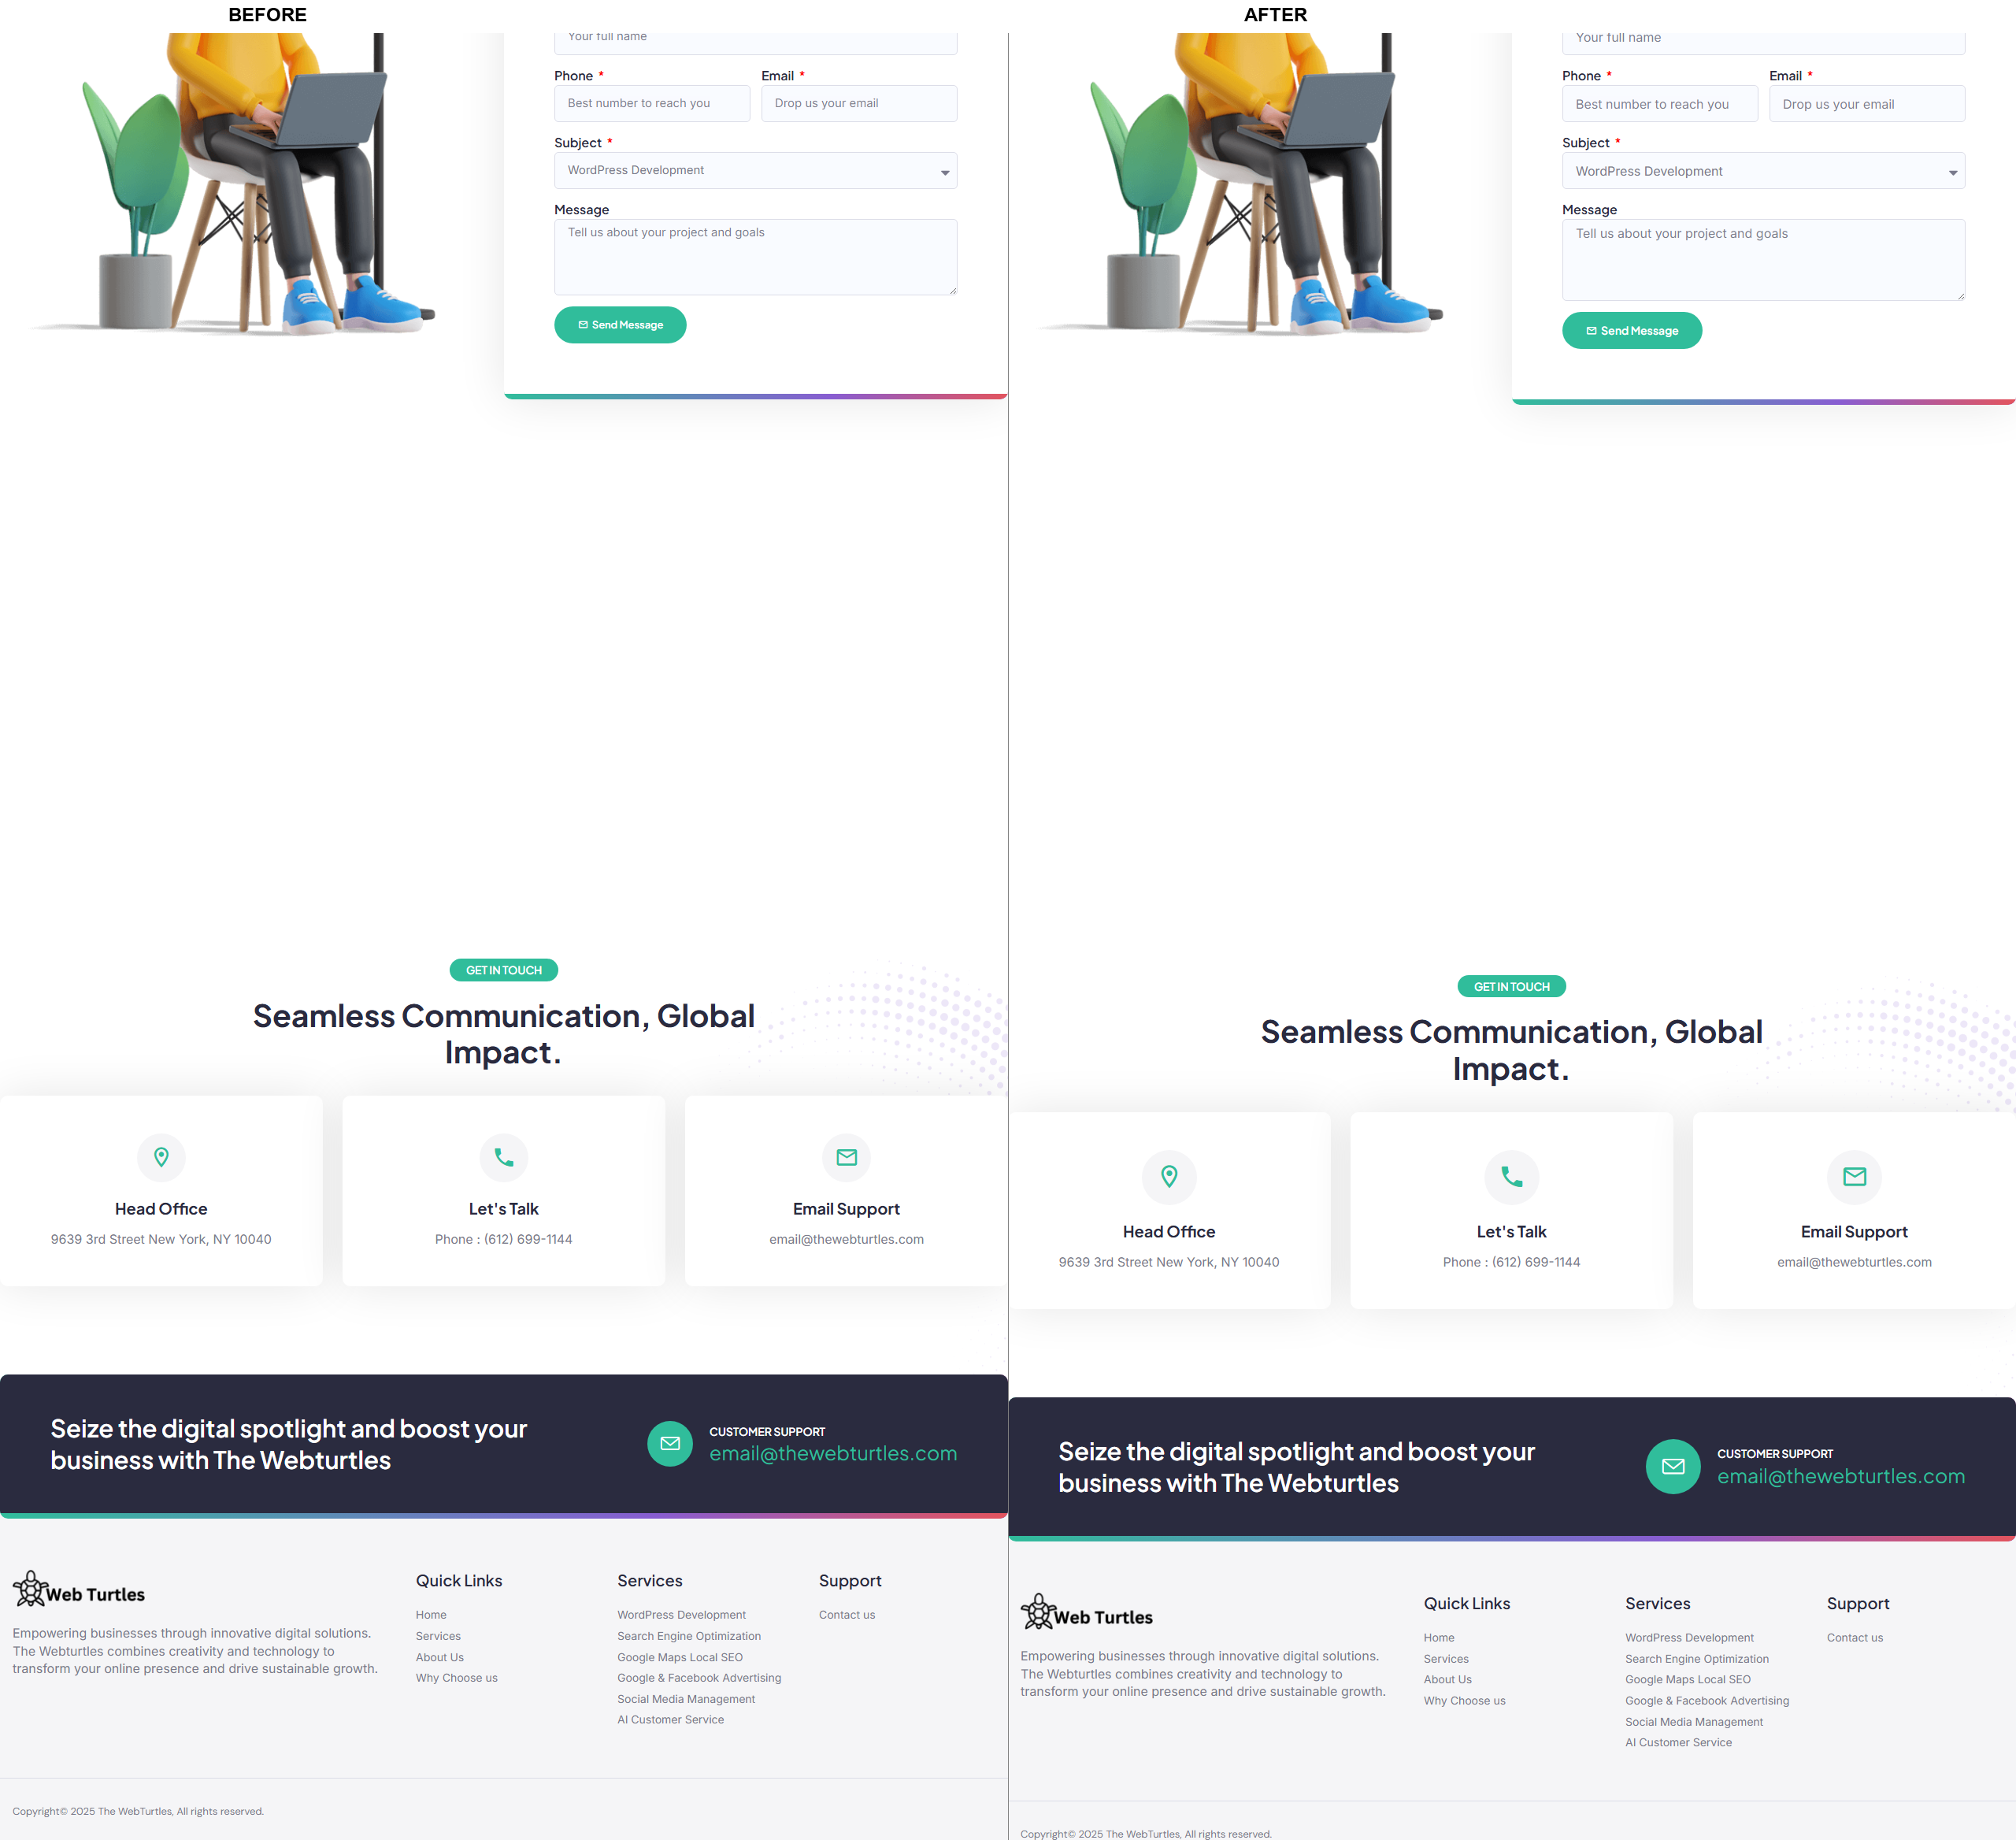 BEFORE
Your full name
Phone *
Email *
Best number to reach you
Drop us your email
Subject *
WordPress Development
Message
Tell us about your project and goals
Send Message
GET IN TOUCH
Seamless Communication, Global
Impact.
Head Office
9639 3rd Street New York, NY 10040
Let's Talk
Phone : (612) 699-1144
Email Support
email@thewebturtles.com
Seize the digital spotlight and boost your
business with The Webturtles
CUSTOMER SUPPORT
email@thewebturtles.com
Web Turtles
Empowering businesses through innovative digital solutions.
The Webturtles combines creativity and technology to
transform your online presence and drive sustainable growth.
Quick Links
Home
Services
About Us
Why Choose us
Services
WordPress Development
Search Engine Optimization
Google Maps Local SEO
Google & Facebook Advertising
Social Media Management
AI Customer Service
Support
Contact us
Copyright© 2025 The WebTurtles, All rights reserved.
AFTER
Your full name
Phone *
Email *
Best number to reach you
Drop us your email
Subject *
WordPress Development
Message
Tell us about your project and goals
Send Message
GET IN TOUCH
Seamless Communication, Global
Impact.
Head Office
9639 3rd Street New York, NY 10040
Let's Talk
Phone : (612) 699-1144
Email Support
email@thewebturtles.com
Seize the digital spotlight and boost your
business with The Webturtles
CUSTOMER SUPPORT
email@thewebturtles.com
Web Turtles
Empowering businesses through innovative digital solutions.
The Webturtles combines creativity and technology to
transform your online presence and drive sustainable growth.
Quick Links
Home
Services
About Us
Why Choose us
Services
WordPress Development
Search Engine Optimization
Google Maps Local SEO
Google & Facebook Advertising
Social Media Management
AI Customer Service
Support
Contact us
Copyright© 2025 The WebTurtles, All rights reserved.